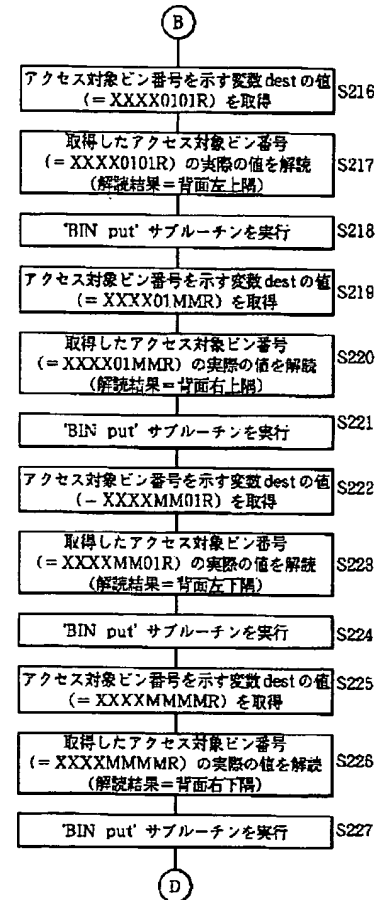 B
アクセス対象ビン番号を示す変数destの値
(=XXXX0101R)を取得
S216
取得したアクセス対象ビン番号
(=XXXX0101R)の実際の値を解読
(解読結果=背面左上隅)
S217
'BIN put' サブルーチンを実行
S218
アクセス対象ビン番号を示す変数destの値
(=XXXX01MMR)を取得
S219
取得したアクセス対象ビン番号
(=XXXX01MMR)の実際の値を解読
(解読結果=背面右上隅)
S220
'BIN put' サブルーチンを実行
S221
アクセス対象ビン番号を示す変数destの値
(−XXXXMM01R)を取得
S222
取得したアクセス対象ビン番号
(=XXXXMM01R)の実際の値を解読
(解読結果=背面左下隅)
S223
'BIN put' サブルーチンを実行
S224
アクセス対象ビン番号を示す変数destの値
(=XXXXMMMMR)を取得
S225
取得したアクセス対象ビン番号
(=XXXXMMMMR)の実際の値を解読
(解読結果=背面右下隅)
S226
'BIN put' サブルーチンを実行
S227
D